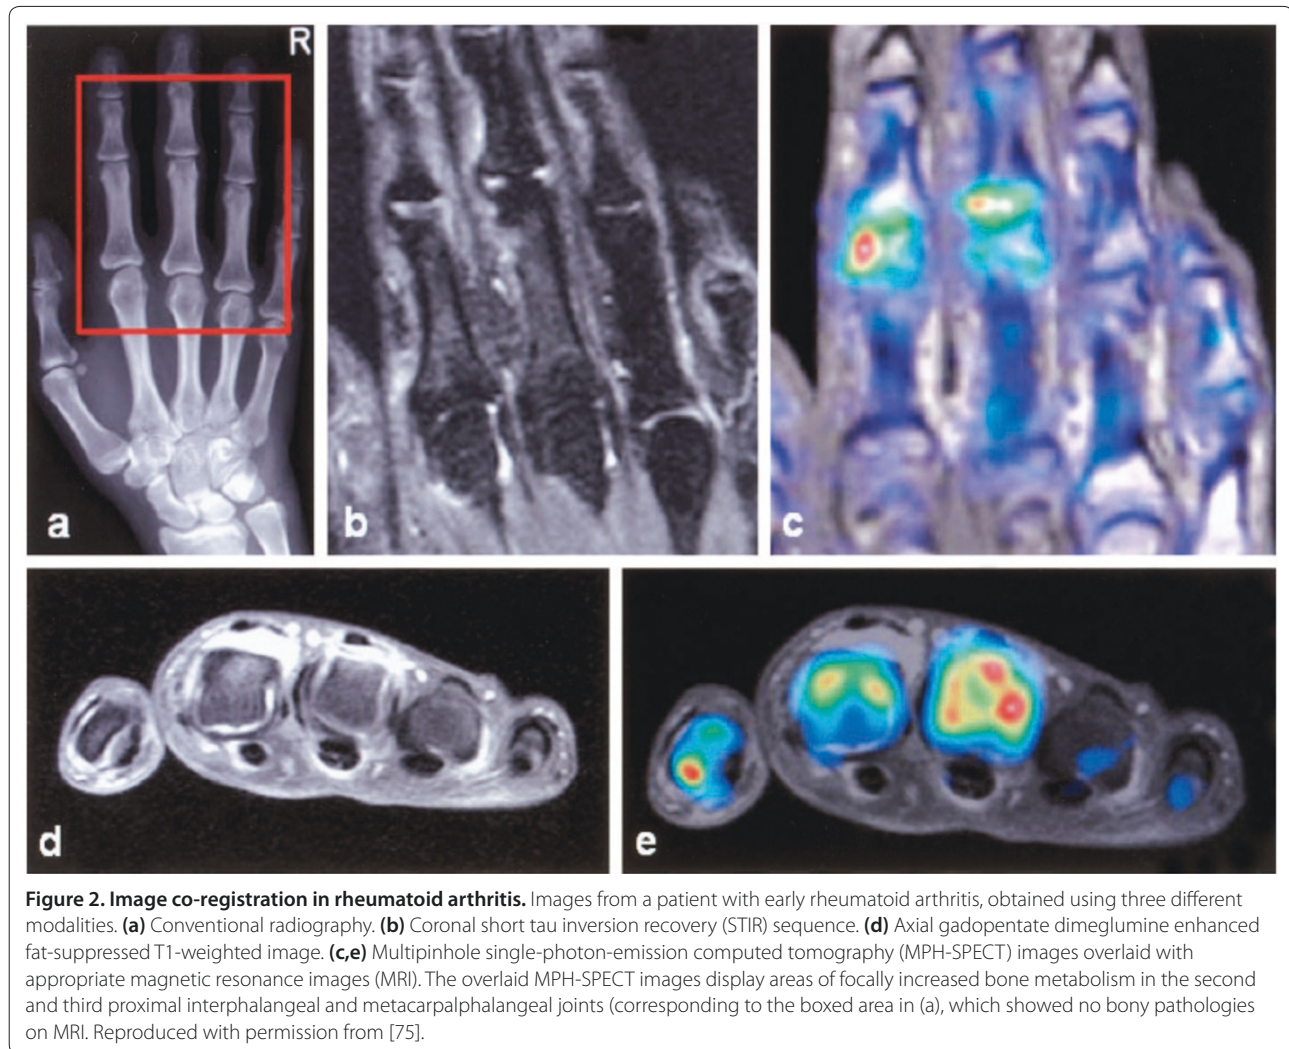 R
a
b
c
d
e
Figure 2. Image co-registration in rheumatoid arthritis. Images from a patient with early rheumatoid arthritis, obtained using three different
modalities. (a) Conventional radiography. (b) Coronal short tau inversion recovery (STIR) sequence. (d) Axial gadopentate dimeglumine enhanced
fat-suppressed T1-weighted image. (c,e) Multipinhole single-photon-emission computed tomography (MPH-SPECT) images overlaid with
appropriate magnetic resonance images (MRI). The overlaid MPH-SPECT images display areas of focally increased bone metabolism in the second
and third proximal interphalangeal and metacarpalphalangeal joints (corresponding to the boxed area in (a), which showed no bony pathologies
on MRI. Reproduced with permission from [75].